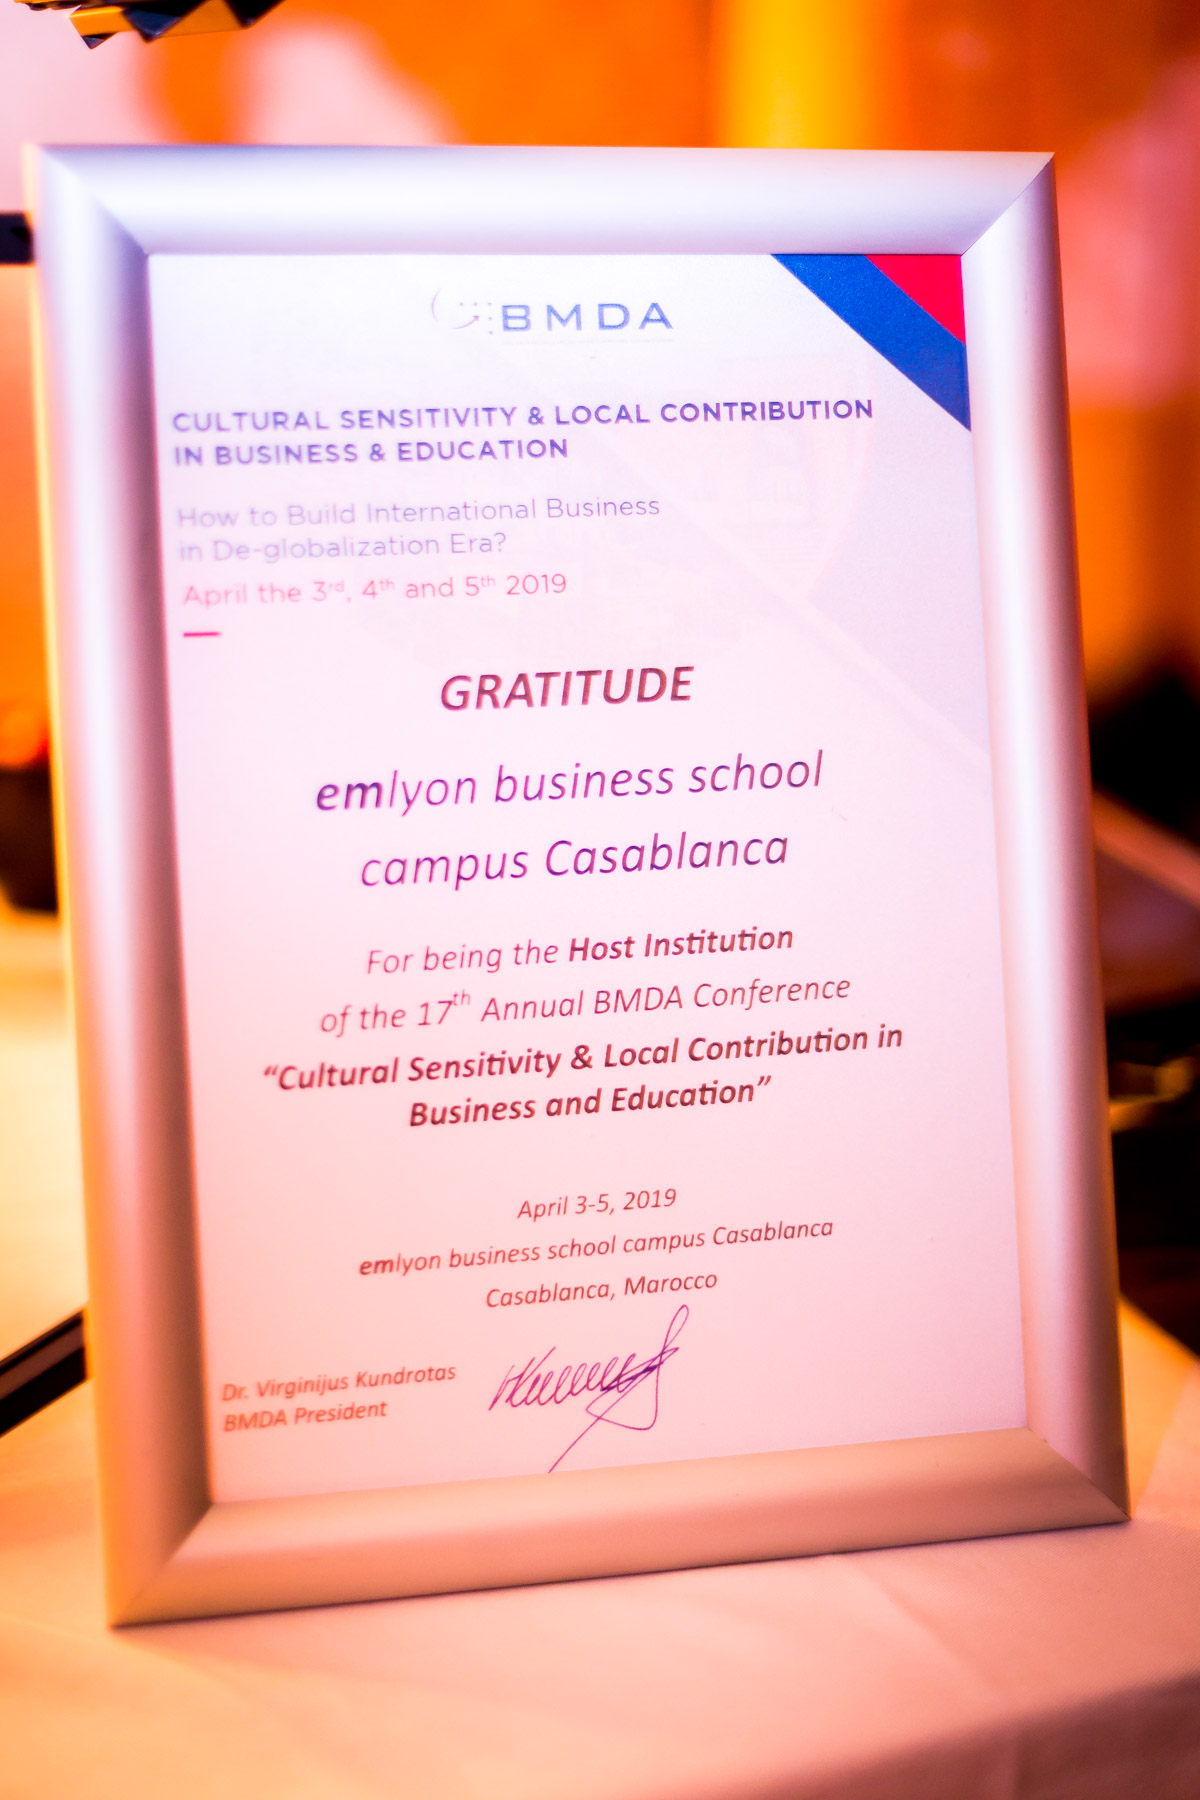 BMDA
CULTURAL SENSITIVITY & LOCAL CONTRIBUTION
IN BUSINESS & EDUCATION
How to Build International Business
in De-globalization Era?
April the 3rd, 4th and 5th 2019
GRATITUDE
emlyon business school
campus Casablanca
For being the Host Institution
of the 17th Annual BMDA Conference
“Cultural Sensitivity & Local Contribution in
Business and Education”
April 3-5, 2019
emlyon business school campus Casablanca
Casablanca, Marocco
Dr. Virginijus Kundrotas
BMDA President